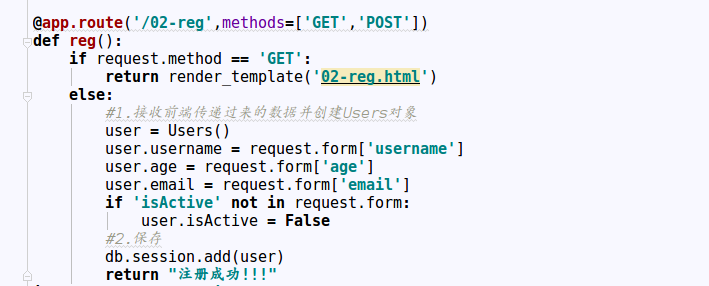 @app.route('/02-reg',methods=['GET','POST'])
def reg():
    if request.method == 'GET':
        return render_template('02-reg.html')
    else:
        #1.接收前端传递过来的数据并创建Users对象
        user = Users()
        user.username = request.form['username']
        user.age = request.form['age']
        user.email = request.form['email']
        if 'isActive' not in request.form:
            user.isActive = False
        #2.保存
        db.session.add(user)
        return "注册成功!!!"